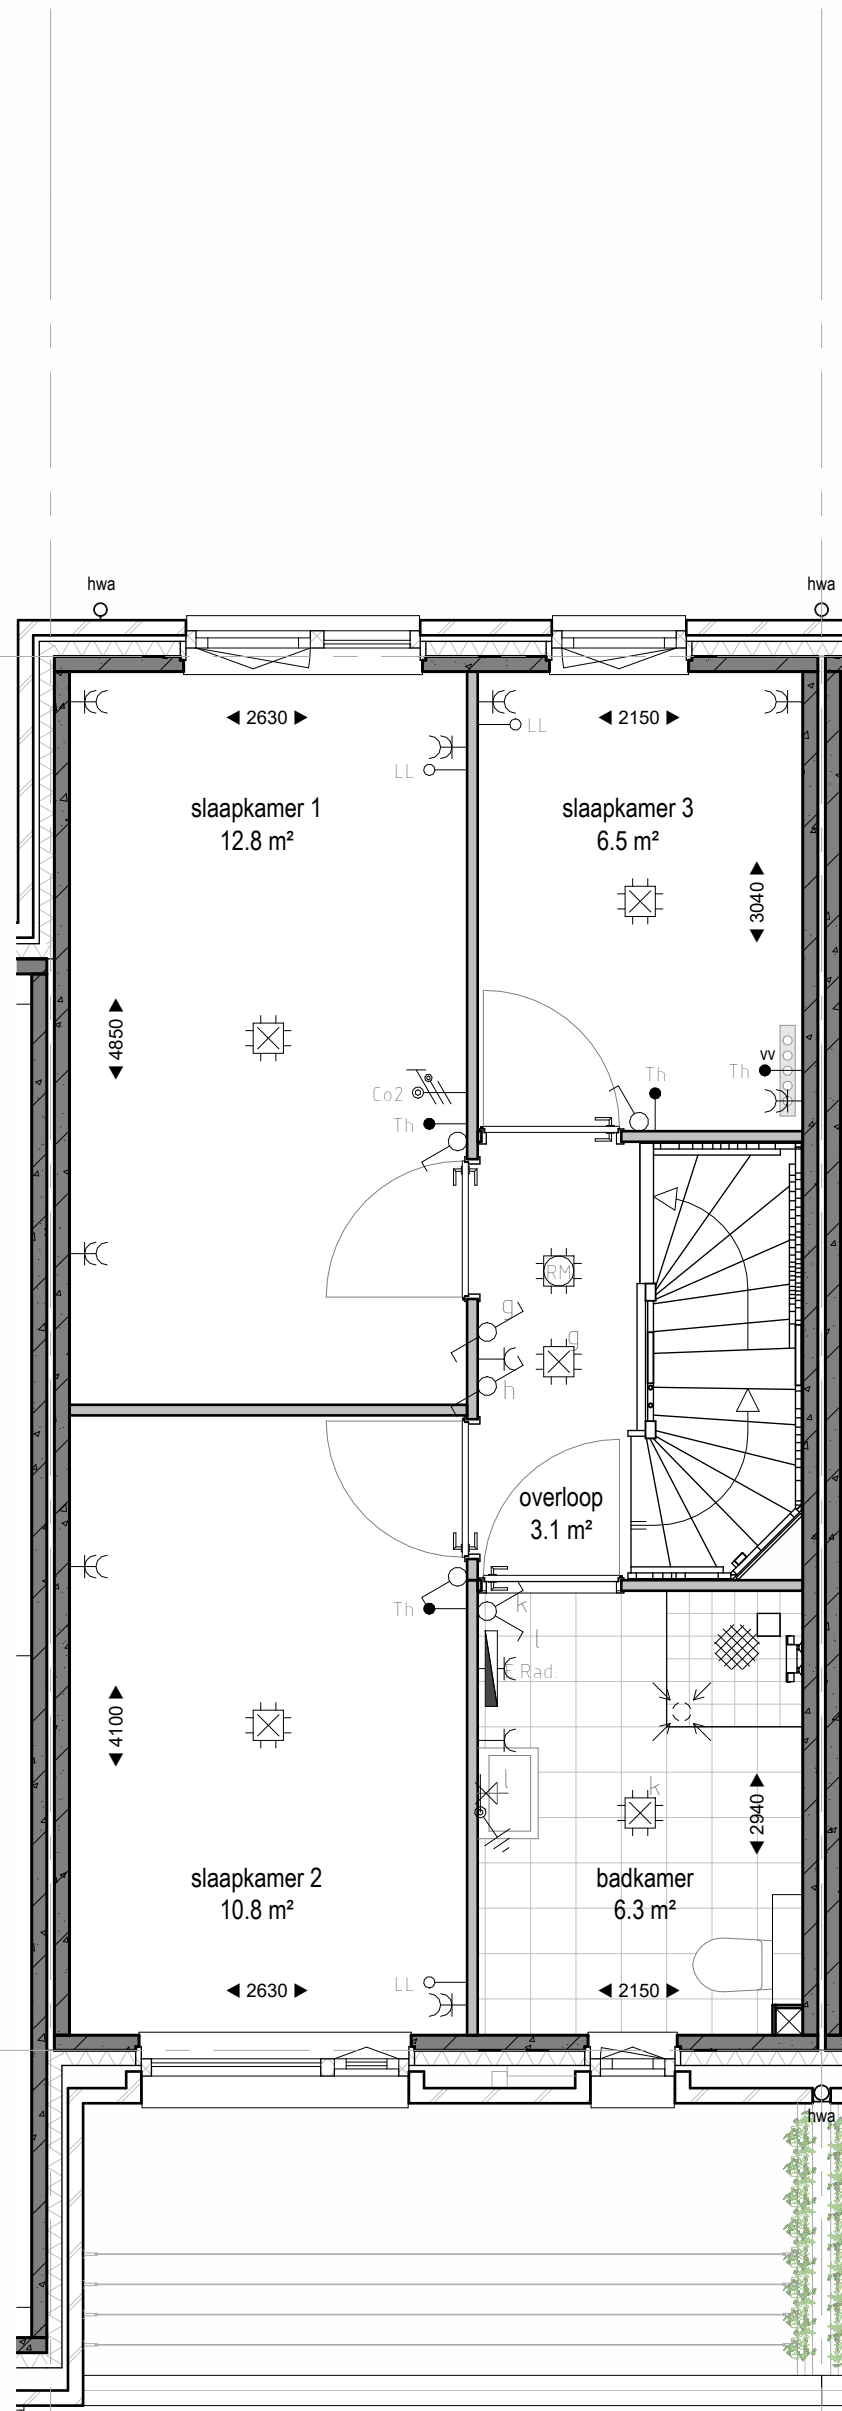 hwa
hwa
2630
2150
LL
LL
slaapkamer 1
12.8 m²
slaapkamer 3
6.5 m²
3040
4850
vv
Th
Th
Co2
Th
RM
g
g
h
overloop
3.1 m²
k
l
Th
E.Rad.
4100
l
k
2940
slaapkamer 2
10.8 m²
badkamer
6.3 m²
LL
2630
2150
hwa